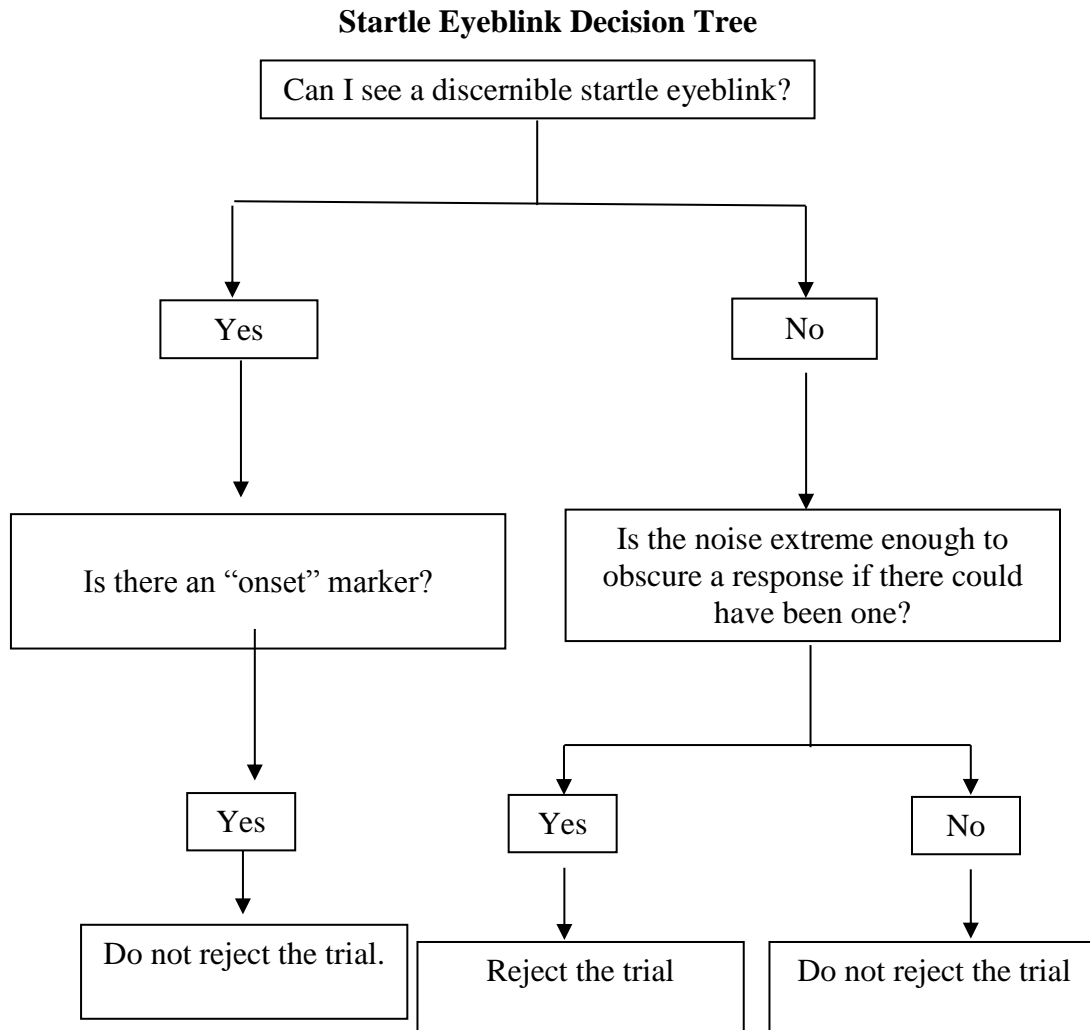 Startle Eyeblink Decision Tree
Can I see a discernible startle eyeblink?
Yes
No
Is there an “onset” marker?
Is the noise extreme enough to
obscure a response if there could
have been one?
Yes
Yes
No
Do not reject the trial.
Reject the trial
Do not reject the trial